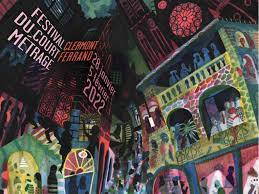 FESTIVAL
DU COURT
METRAGE
CLERMONT
FERRAND
28 janvier
5 février
2022